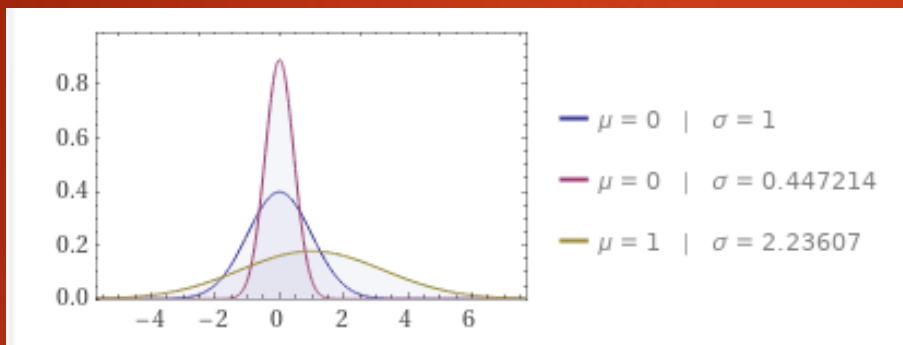 0.8
0.6
0.4
0.2
0.0
−4 −2 0 2 4 6
μ = 0 | σ = 1
μ = 0 | σ = 0.447214
μ = 1 | σ = 2.23607